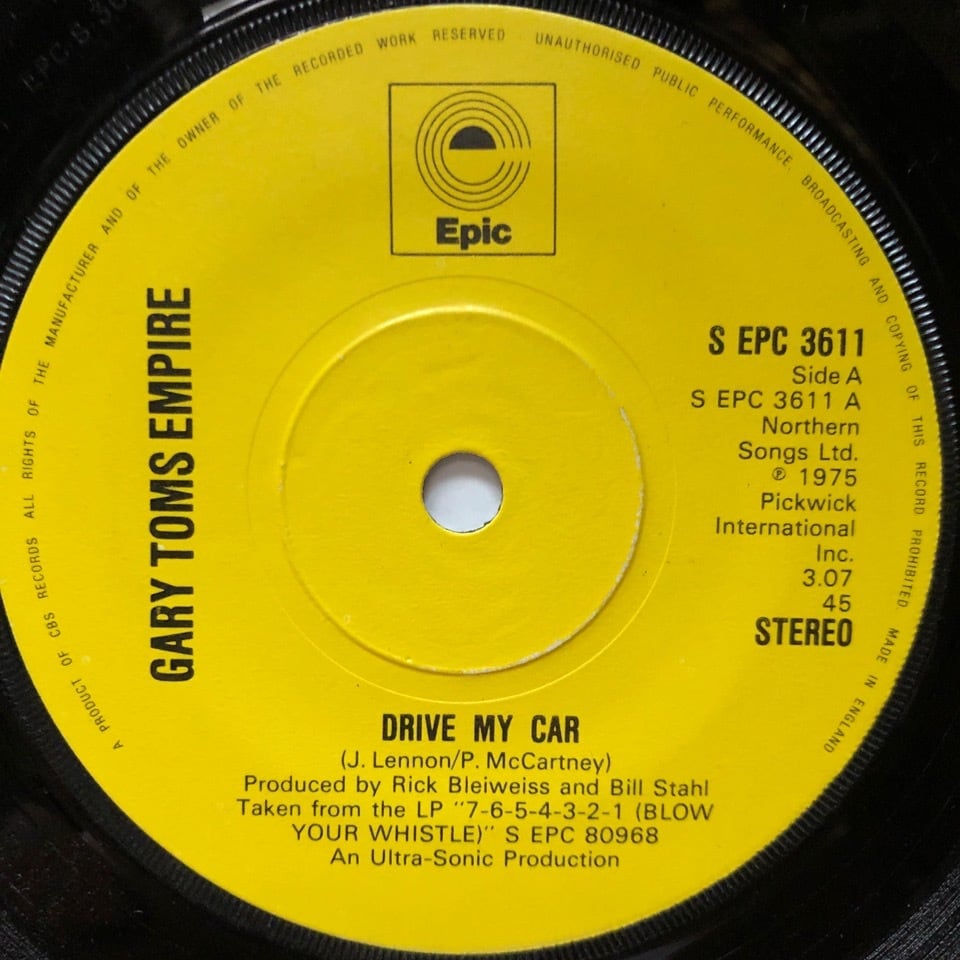 A PRODUCT OF CBS RECORDS ALL RIGHTS OF THE MANUFACTURER AND OF THE OWNER OF THE RECORDED WORK RESERVED · UNAUTHORISED PUBLIC PERFORMANCE, BROADCASTING AND COPYING OF THIS RECORD PROHIBITED. MADE IN ENGLAND
Epic
GARY TOMS EMPIRE
S EPC 3611
Side A
S EPC 3611 A
Northern
Songs Ltd.
℗ 1975
Pickwick
International
Inc.
3.07
45
STEREO
DRIVE MY CAR
(J. Lennon/P. McCartney)
Produced by Rick Bleiweiss and Bill Stahl
Taken from the LP "7-6-5-4-3-2-1 (BLOW
YOUR WHISTLE)" S EPC 80968
An Ultra-Sonic Production